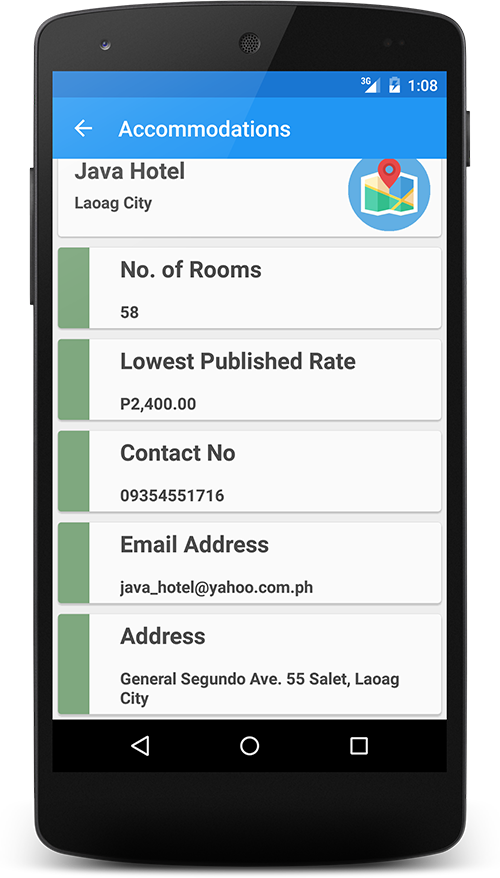 3G 1:08
Accommodations
Java Hotel
Laoag City
No. of Rooms
58
Lowest Published Rate
P2,400.00
Contact No
09354551716
Email Address
java_hotel@yahoo.com.ph
Address
General Segundo Ave. 55 Salet, Laoag
City